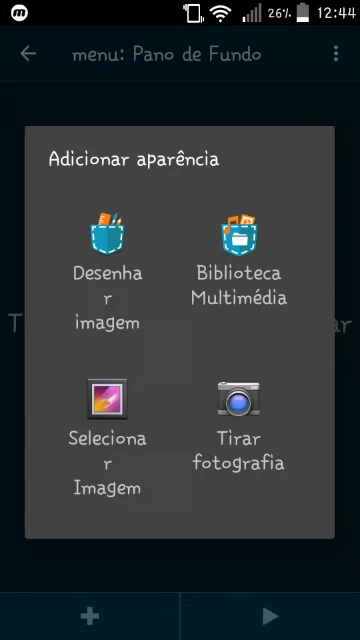 26% 12:44
menu: Pano de Fundo
Adicionar aparência
Desenha
r
imagem
Biblioteca
Multimédia
Seleciona
r
Imagem
Tirar
fotografia